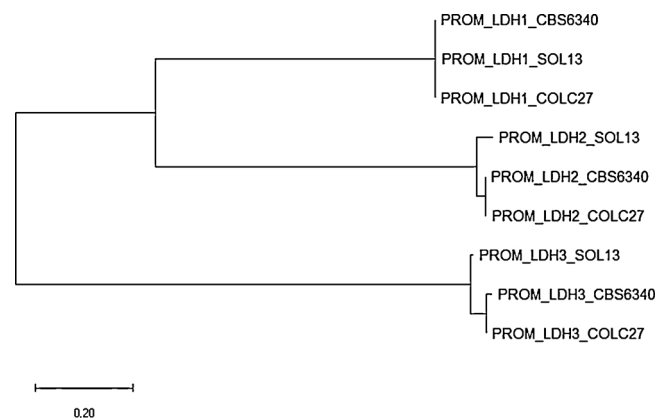 PROM_LDH1_CBS6340
PROM_LDH1_SOL13
PROM_LDH1_COLC27
PROM_LDH2_SOL13
PROM_LDH2_CBS6340
PROM_LDH2_COLC27
PROM_LDH3_SOL13
PROM_LDH3_CBS6340
PROM_LDH3_COLC27
0.20